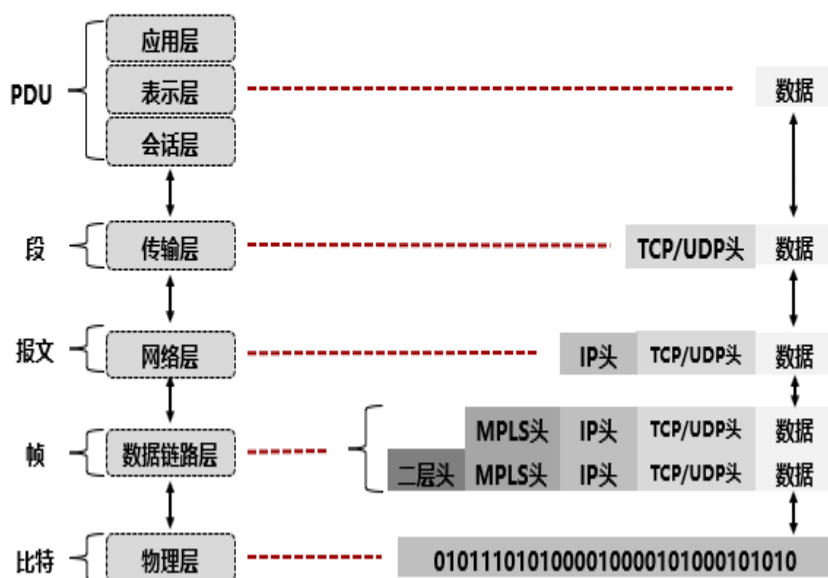 应用层
PDU 表示层 数据
会话层
段 传输层 TCP/UDP头 数据
报文 网络层 IP头 TCP/UDP头 数据
MPLS头 IP头 TCP/UDP头 数据
帧 数据链路层
二层头 MPLS头 IP头 TCP/UDP头 数据
比特 物理层 0101110101000010000101000101010